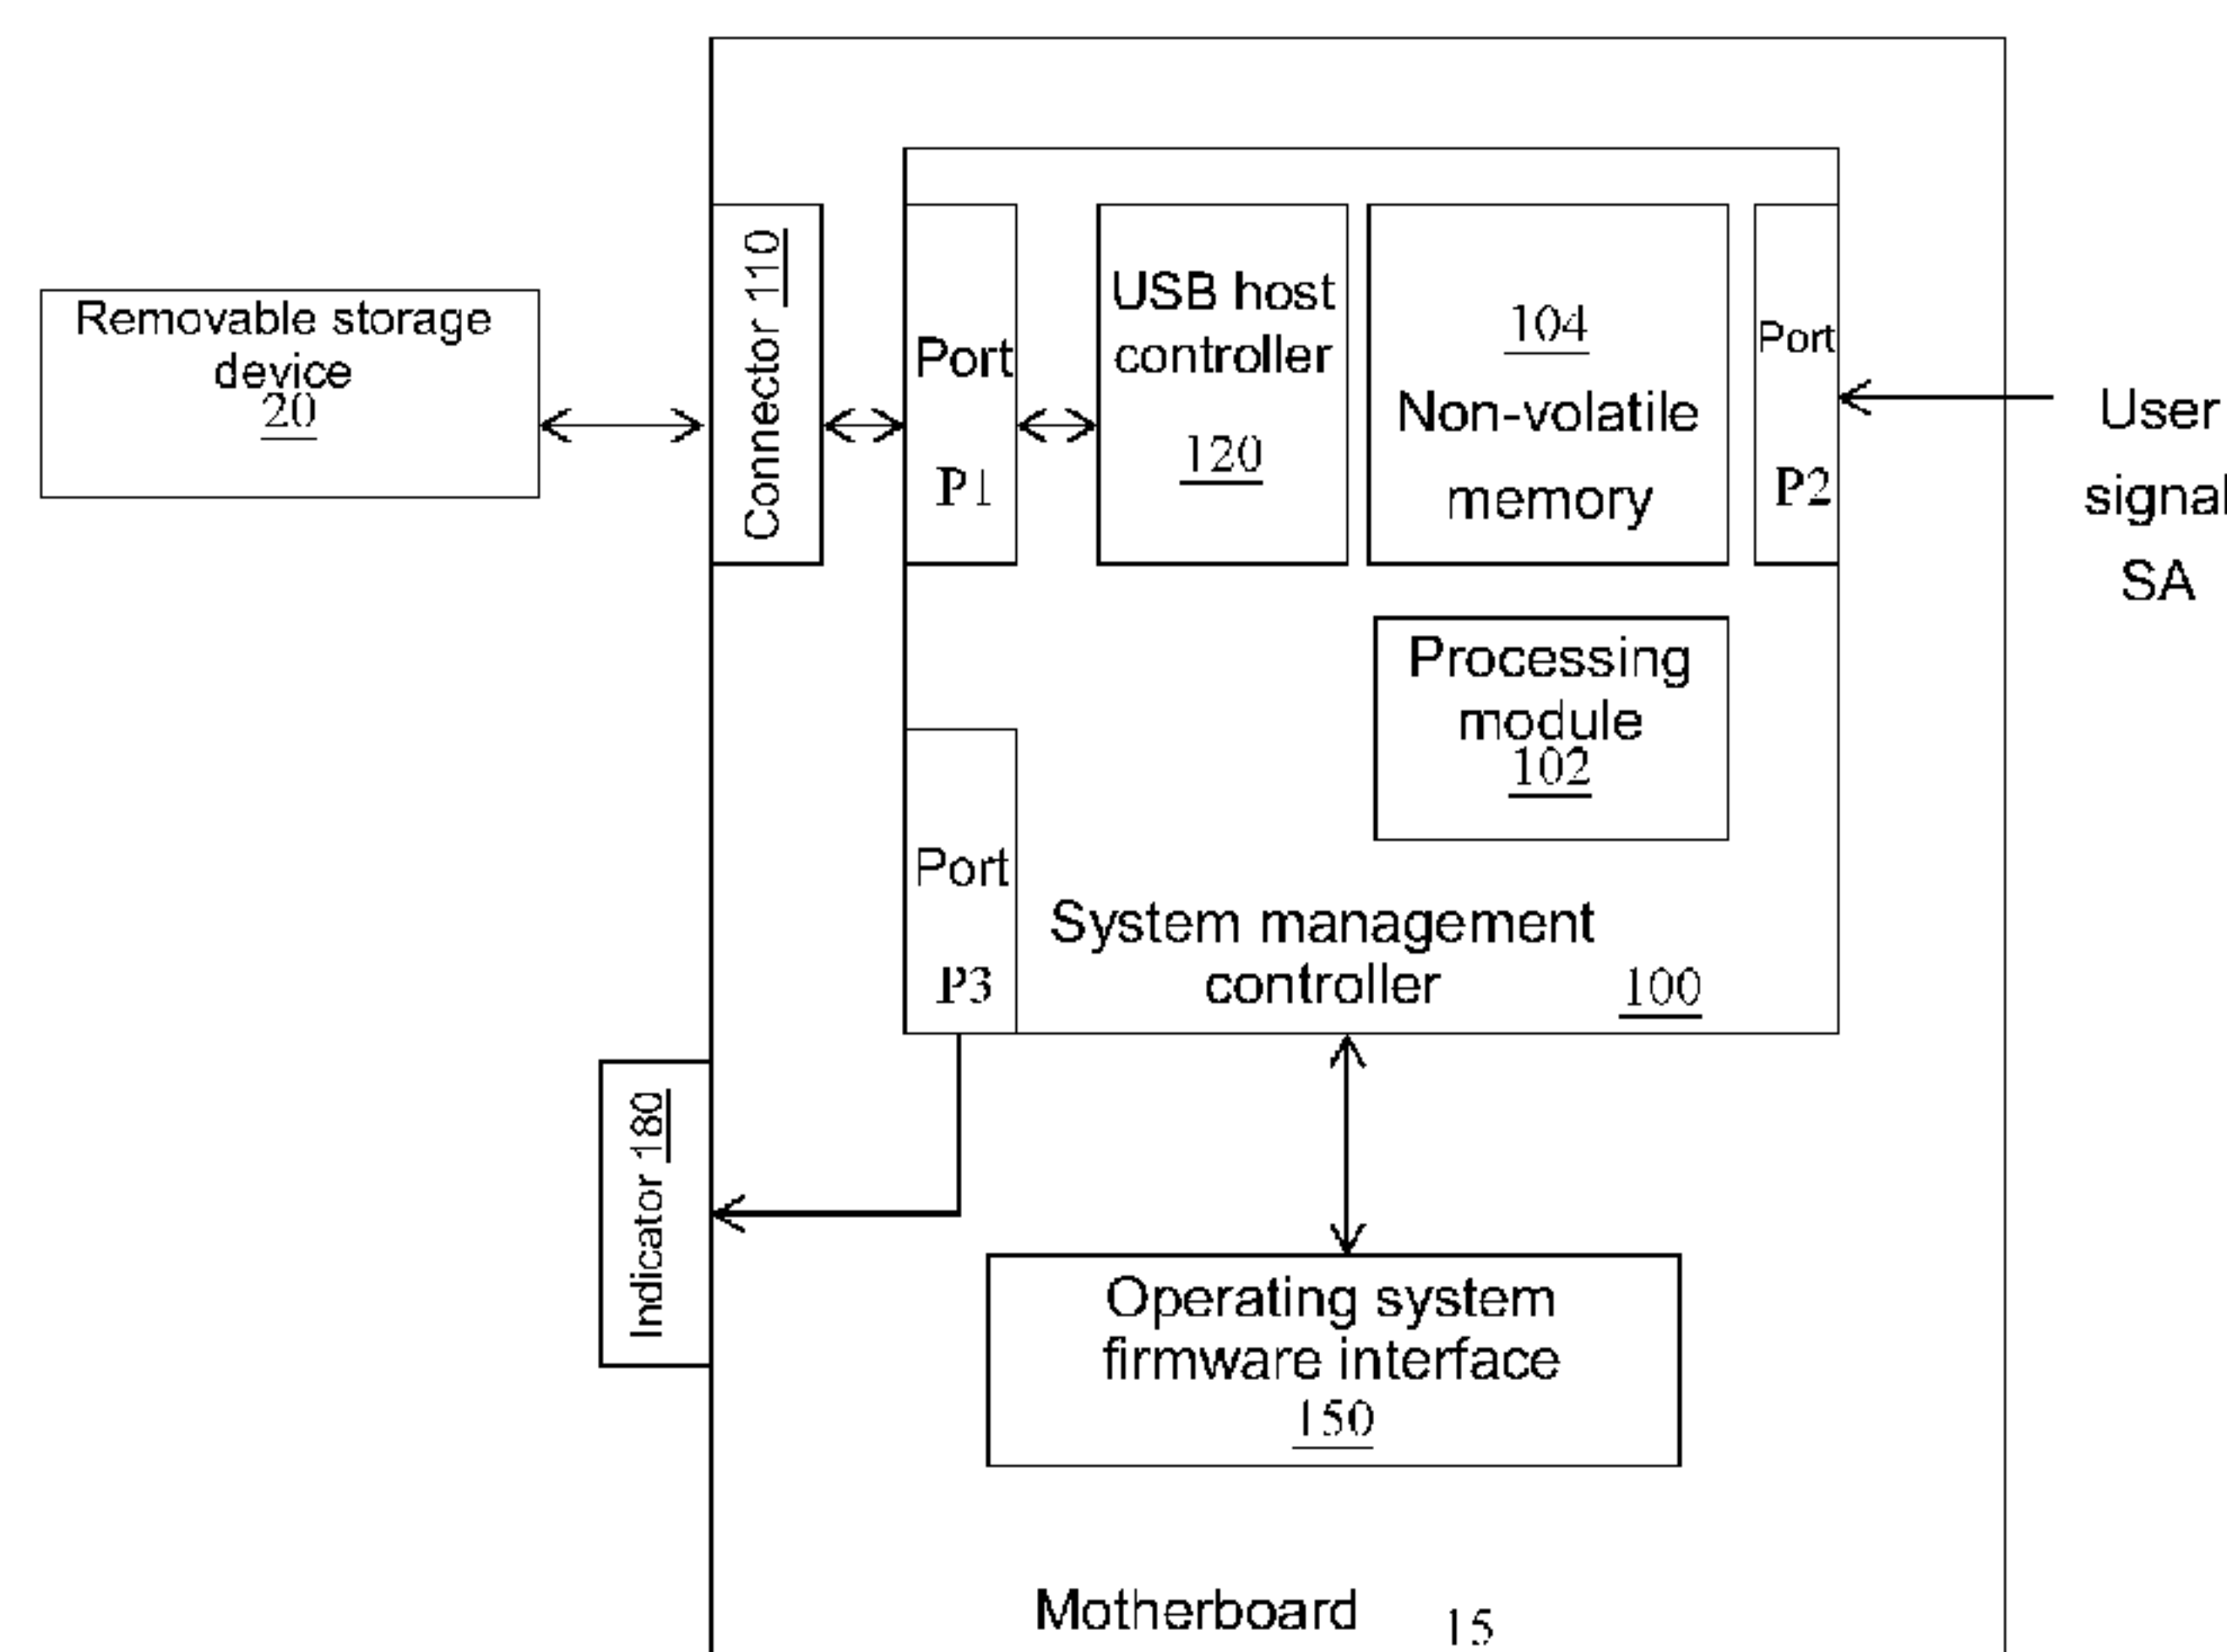 Removable storage
device
20
Connector 110
Port
P1
USB host
controller
120
104
Non-volatile
memory
Port
P2
User
signal
SA
Processing
module
102
Port
P3
System management
controller 100
Indicator 180
Operating system
firmware interface
150
Motherboard 15